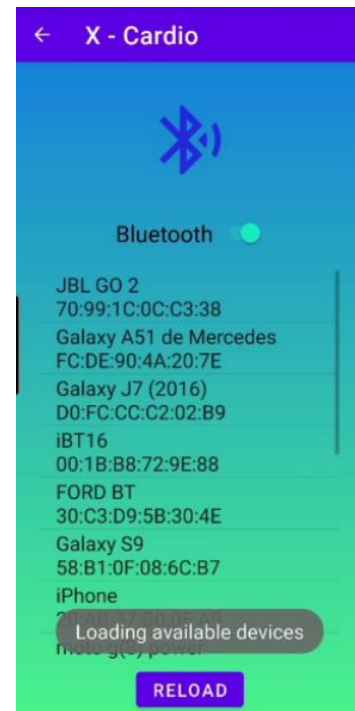 X - Cardio
Bluetooth
JBL GO 2
70:99:1C:0C:C3:38
Galaxy A51 de Mercedes
FC:DE:90:4A:20:7E
Galaxy J7 (2016)
D0:FC:CC:C2:02:B9
iBT16
00:1B:B8:72:9E:88
FORD BT
30:C3:D9:5B:30:4E
Galaxy S9
58:B1:0F:08:6C:B7
iPhone
Loading available devices
moto g(8) power
RELOAD